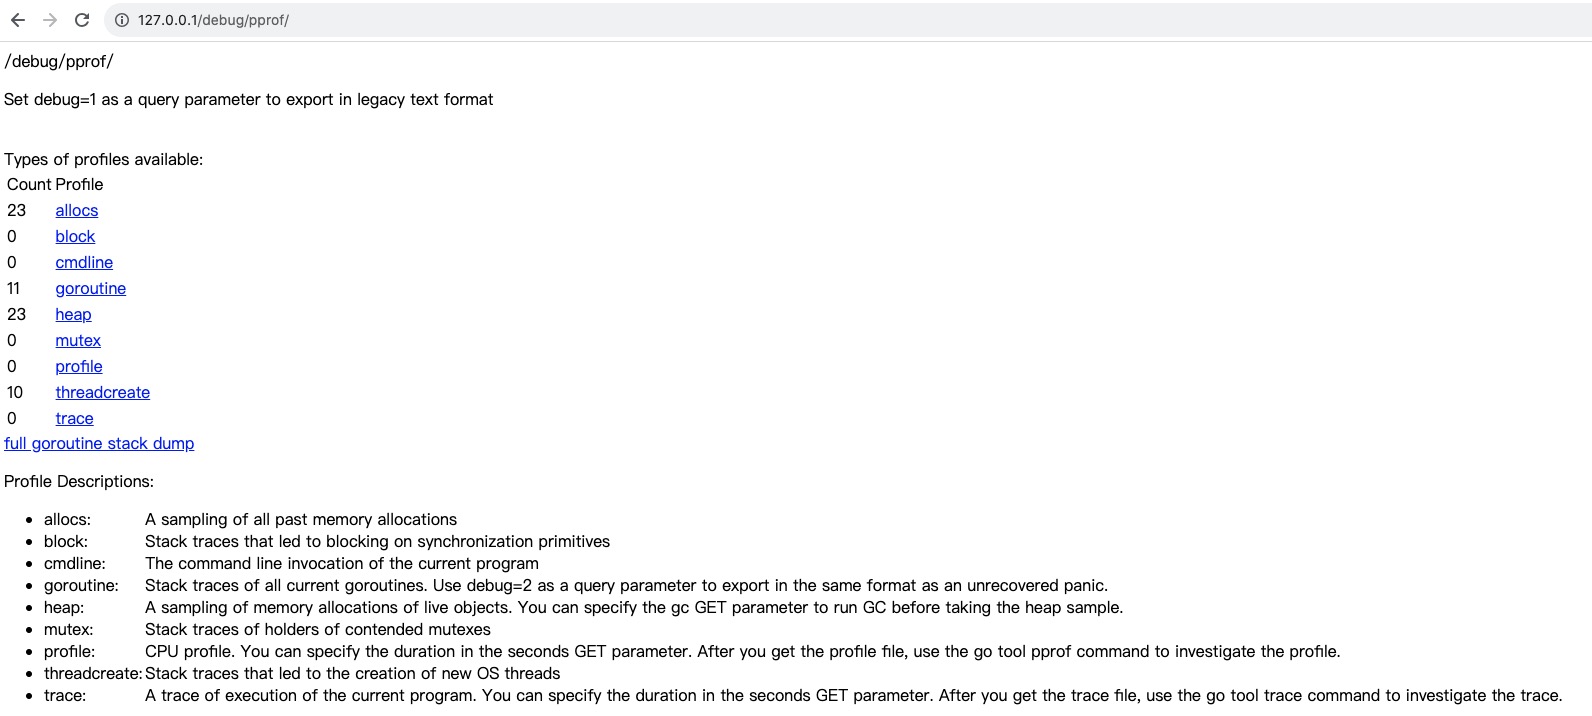 127.0.0.1/debug/pprof/
/debug/pprof/
Set debug=1 as a query parameter to export in legacy text format
Types of profiles available:
Count Profile
23 allocs
0 block
0 cmdline
11 goroutine
23 heap
0 mutex
0 profile
10 threadcreate
0 trace
full goroutine stack dump
Profile Descriptions:
• allocs: A sampling of all past memory allocations
• block: Stack traces that led to blocking on synchronization primitives
• cmdline: The command line invocation of the current program
• goroutine: Stack traces of all current goroutines. Use debug=2 as a query parameter to export in the same format as an unrecovered panic.
• heap: A sampling of memory allocations of live objects. You can specify the gc GET parameter to run GC before taking the heap sample.
• mutex: Stack traces of holders of contended mutexes
• profile: CPU profile. You can specify the duration in the seconds GET parameter. After you get the profile file, use the go tool pprof command to investigate the profile.
• threadcreate: Stack traces that led to the creation of new OS threads
• trace: A trace of execution of the current program. You can specify the duration in the seconds GET parameter. After you get the trace file, use the go tool trace command to investigate the trace.